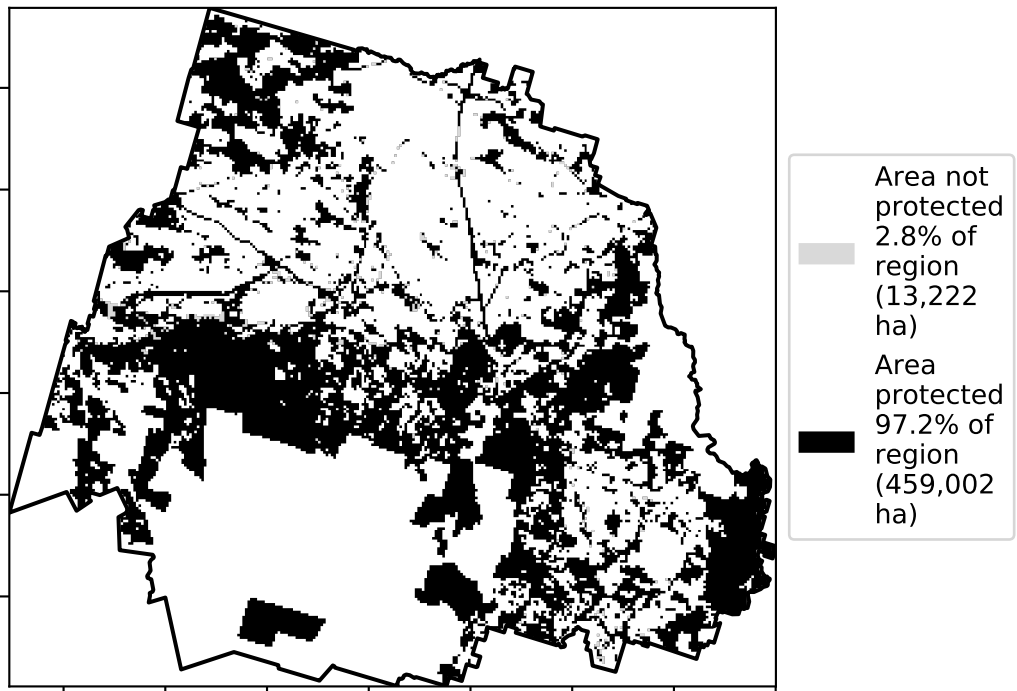 Area not
protected
2.8% of
region
(13,222
ha)
Area
protected
97.2% of
region
(459,002
ha)